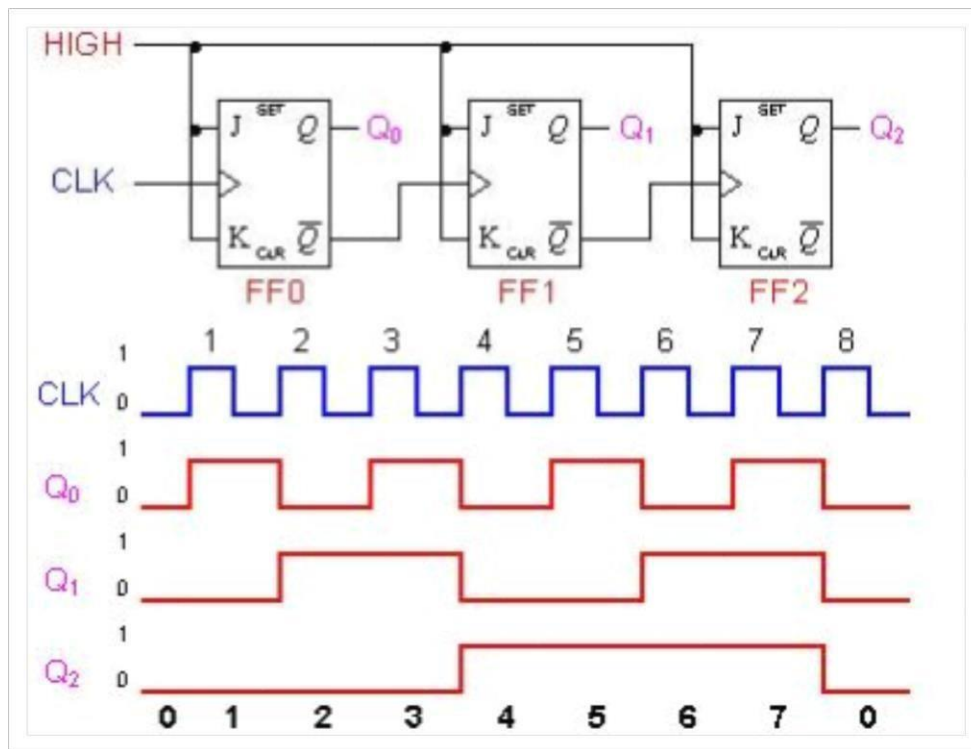 HIGH
SET SET SET
J Q Q0 J Q Q1 J Q Q2
CLK
K CLR Q̅ K CLR Q̅ K CLR Q̅
FF0 FF1 FF2
1 2 3 4 5 6 7 8
1
CLK 0
1
Q0 0
1
Q1 0
1
Q2 0
0 1 2 3 4 5 6 7 0